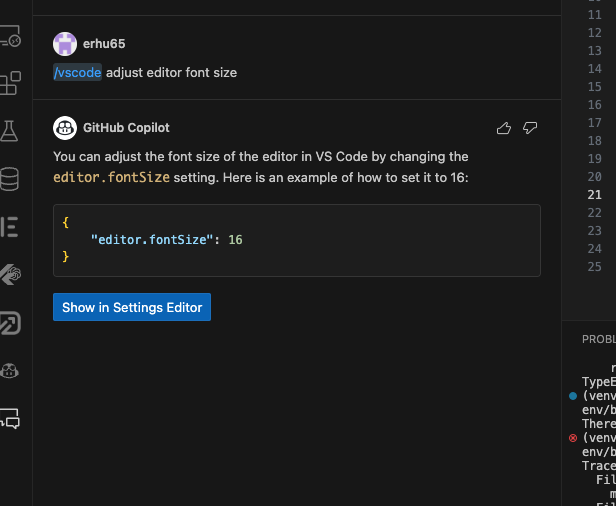 erhu65
/vscode adjust editor font size
GitHub Copilot
You can adjust the font size of the editor in VS Code by changing the
editor.fontSize setting. Here is an example of how to set it to 16:
{
"editor.fontSize": 16
}
Show in Settings Editor
11
12
13
14
15
16
17
18
19
20
21
22
23
24
25
PROBL
r
TypeE
(venv
env/b
There
(venv
env/b
Trace
Fil
m
Fil